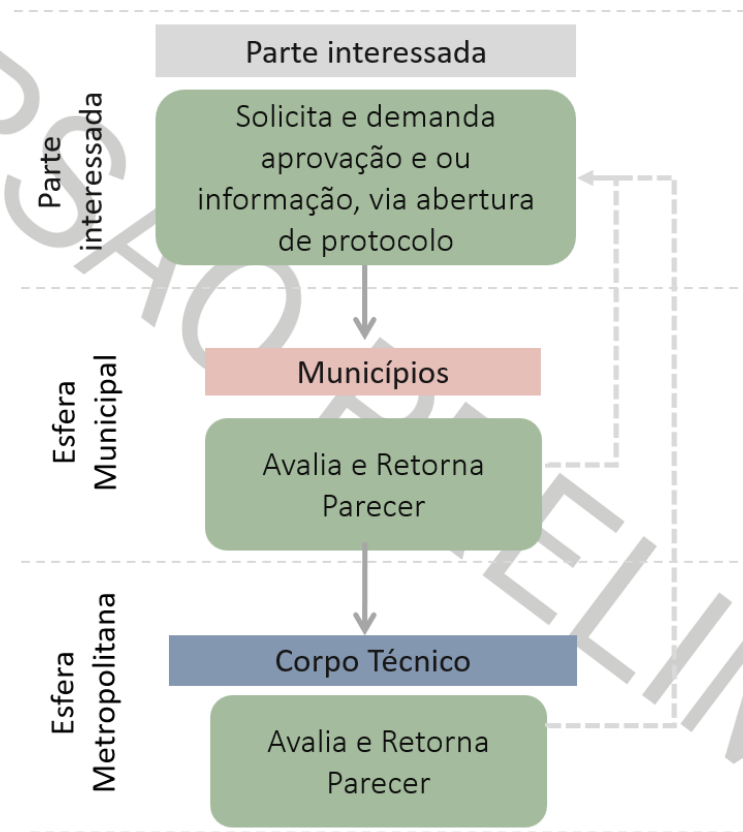 Parte interessada
Parte
interessada
Solicita e demanda
aprovação e ou
informação, via abertura
de protocolo
Esfera
Municipal
Municípios
Avalia e Retorna
Parecer
Esfera
Metropolitana
Corpo Técnico
Avalia e Retorna
Parecer